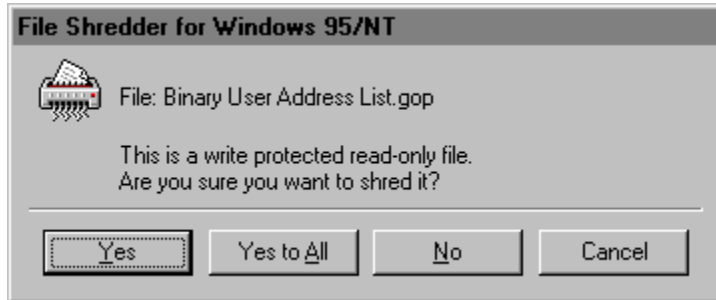 File Shredder for Windows 95/NT
File: Binary User Address List.gop
This is a write protected read-only file.
Are you sure you want to shred it?
Yes
Yes to All
No
Cancel